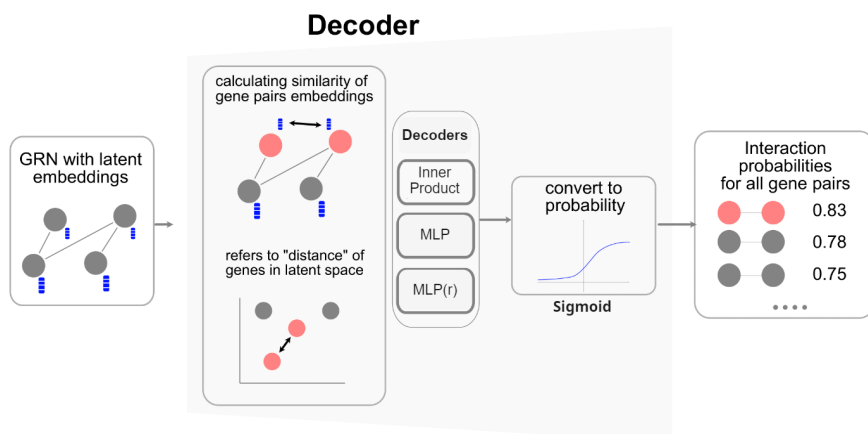 Decoder
GRN with latent
embeddings
calculating similarity of
gene pairs embeddings
refers to "distance" of
genes in latent space
Decoders
Inner
Product
MLP
MLP(r)
convert to
probability
Sigmoid
Interaction
probabilities
for all gene pairs
0.83
0.78
0.75